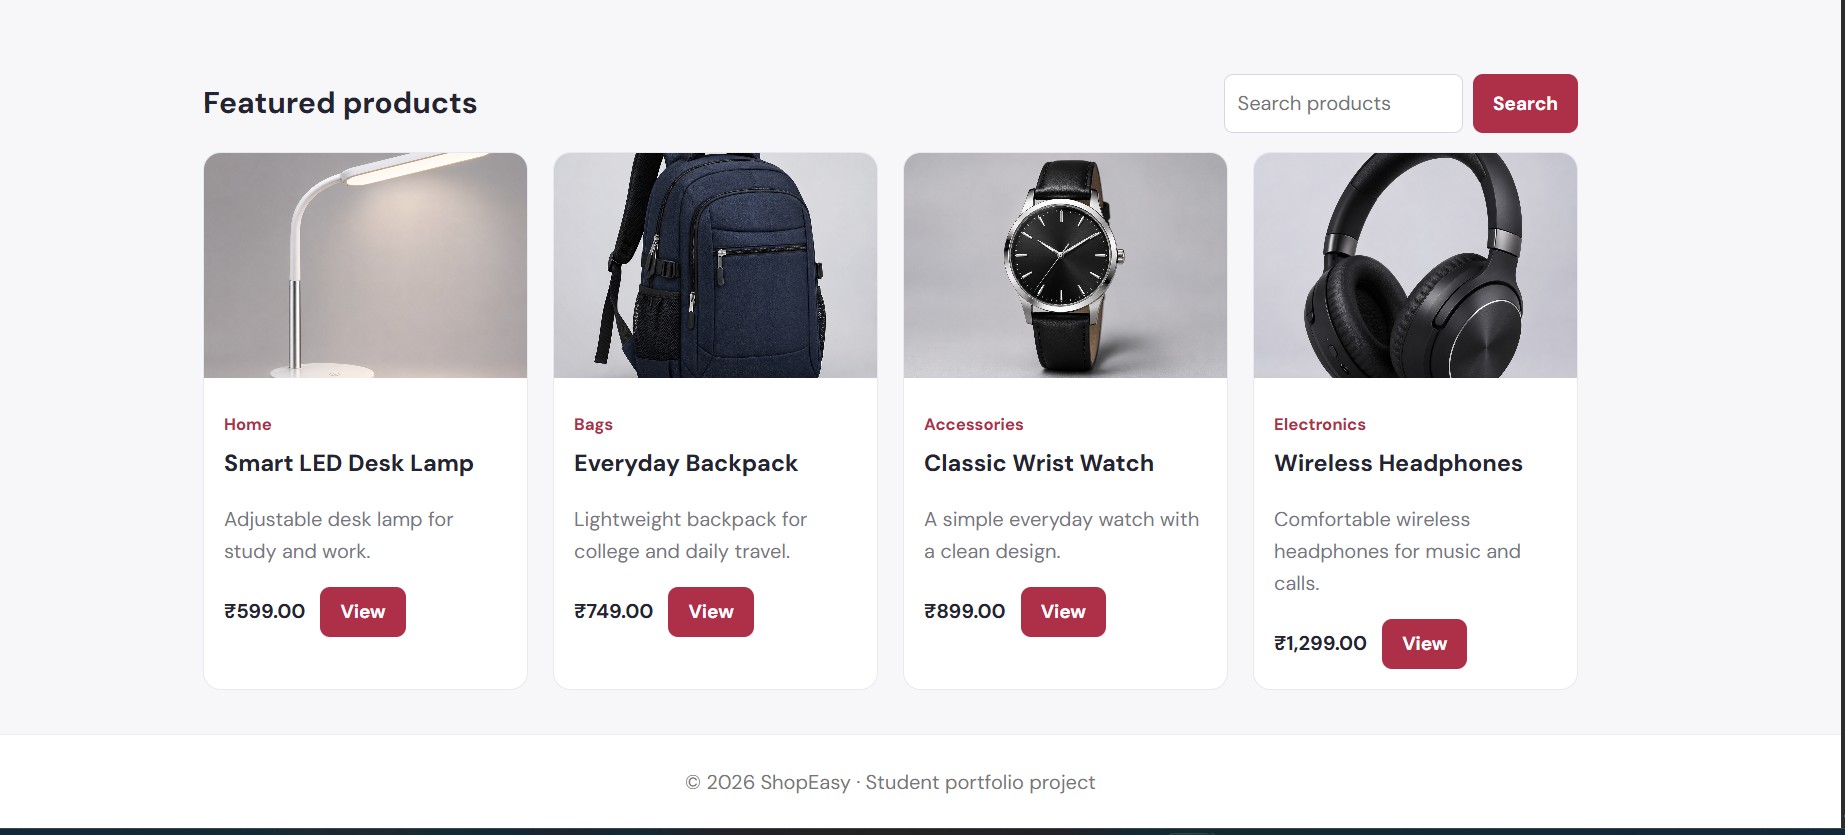 Featured products
Search products
Search
Home
Smart LED Desk Lamp
Adjustable desk lamp for
study and work.
₹599.00
View
Bags
Everyday Backpack
Lightweight backpack for
college and daily travel.
₹749.00
View
Accessories
Classic Wrist Watch
A simple everyday watch with
a clean design.
₹899.00
View
Electronics
Wireless Headphones
Comfortable wireless
headphones for music and
calls.
₹1,299.00
View
© 2026 ShopEasy · Student portfolio project